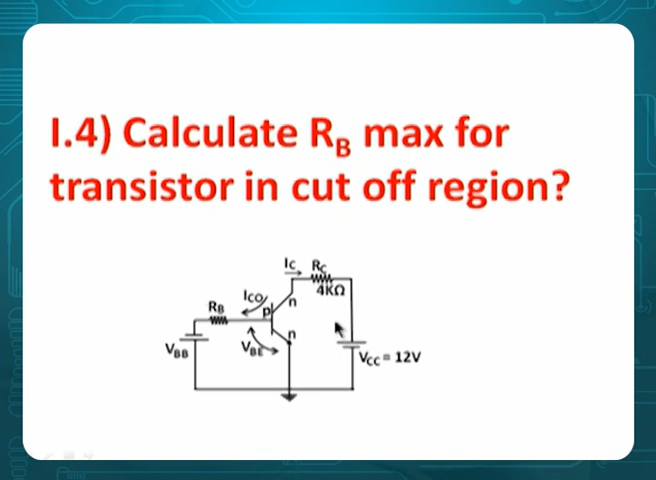 I.4) Calculate RB max for
transistor in cut off region?
IC RC
4KΩ
ICO
n
RB
p
n
VBB
VBE
VCC = 12V